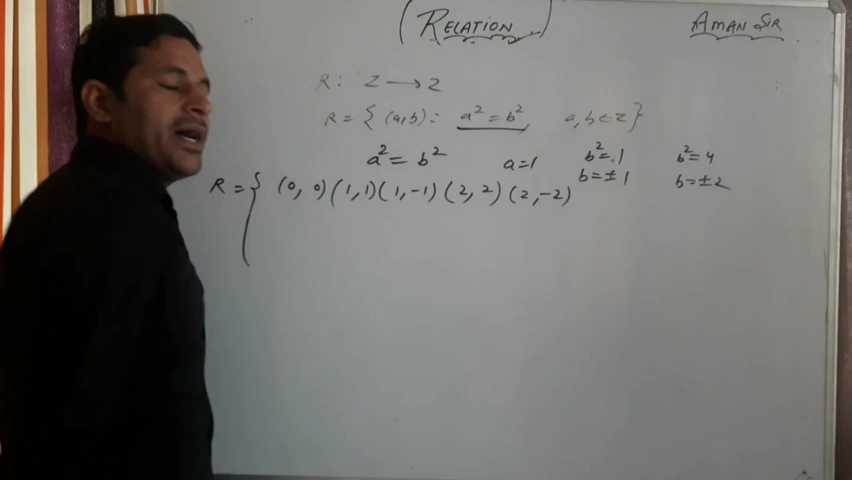 (RELATION)
AMAN SIR
R: Z → Z
R = { (a,b): a² = b², a, b ∈ Z}
a² = b² a=1 b²=1 b²=4
b=±1 b=±2
R = { (0, 0) (1, 1) (1, -1) (2, 2) (2, -2)